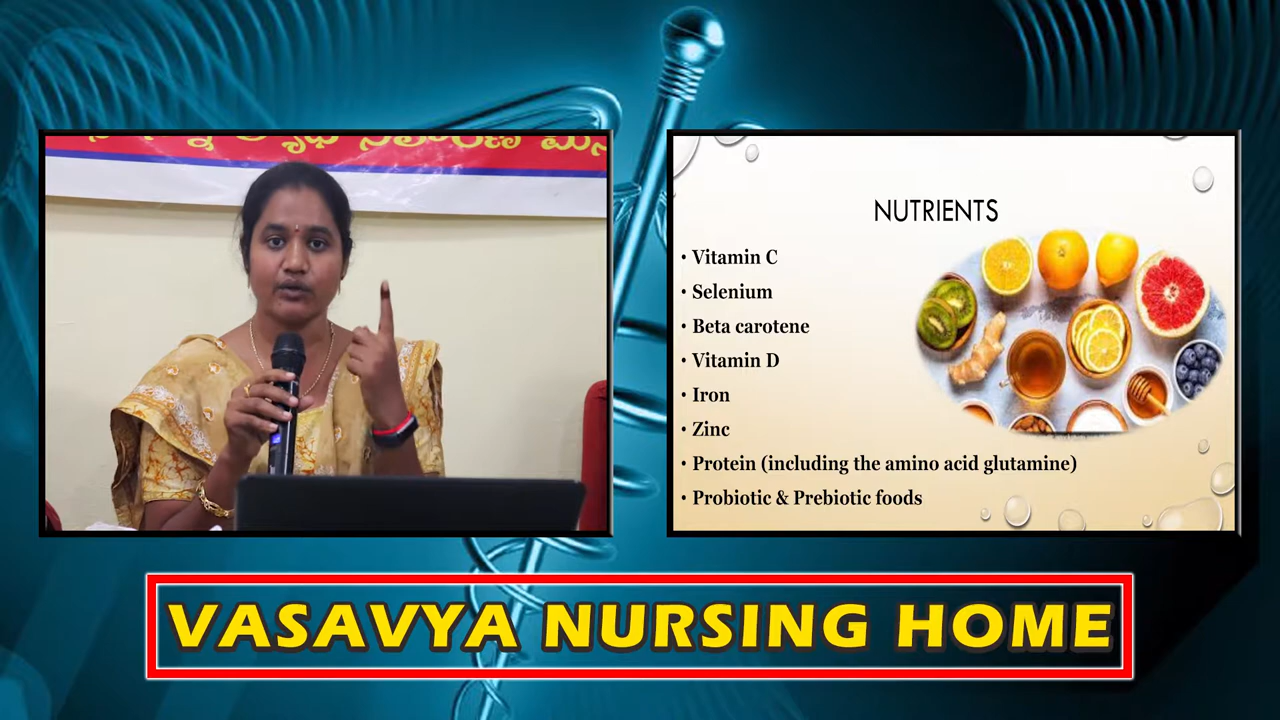 NUTRIENTS
• Vitamin C
• Selenium
• Beta carotene
• Vitamin D
• Iron
• Zinc
• Protein (including the amino acid glutamine)
• Probiotic & Prebiotic foods
VASAVYA NURSING HOME